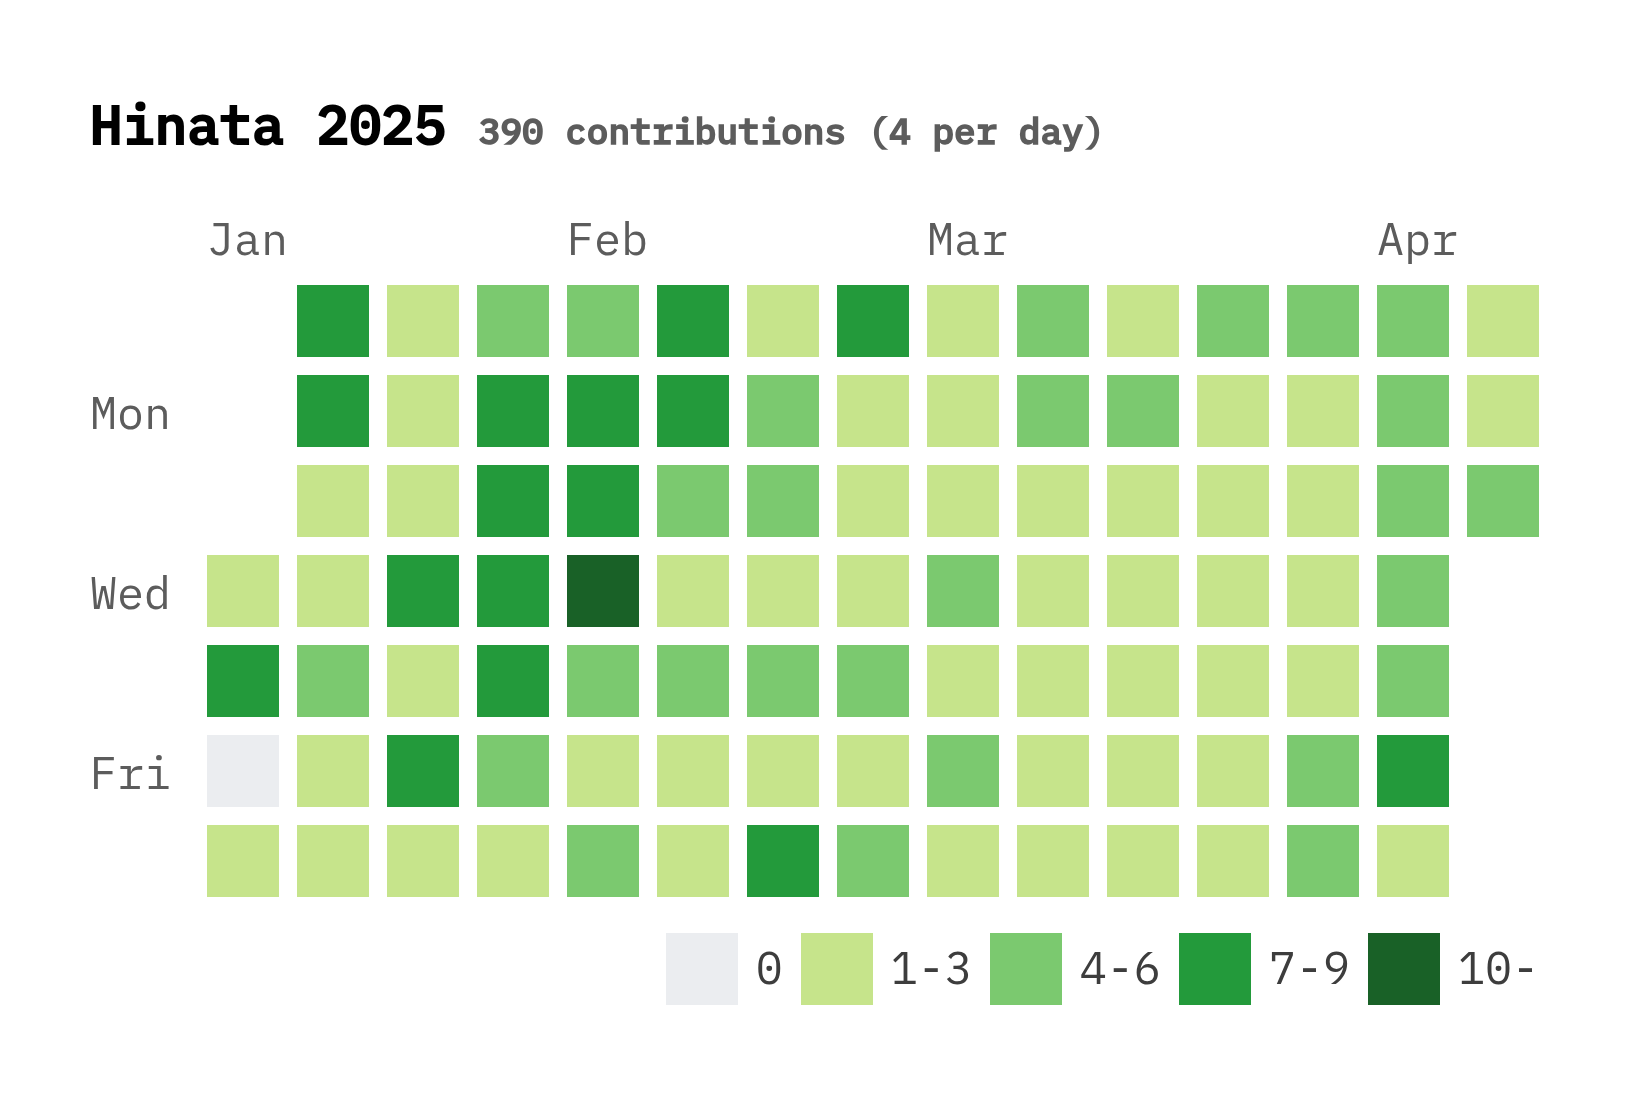 Hinata 2025 390 contributions (4 per day)
Jan Feb Mar Apr
Mon
Wed
Fri
0 1-3 4-6 7-9 10-